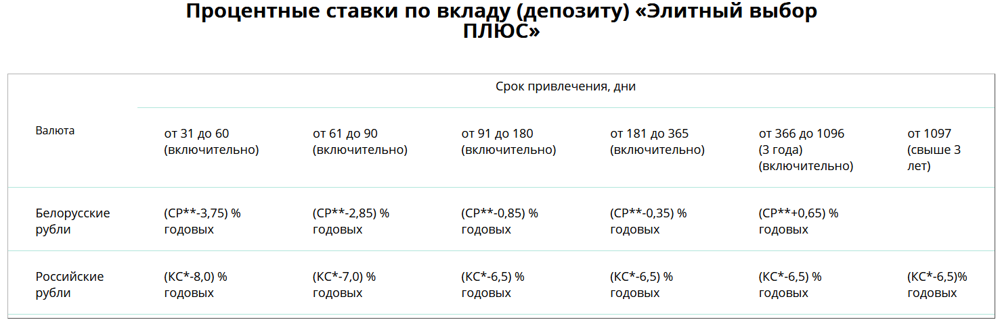 Процентные ставки по вкладу (депозиту) «Элитный выбор
ПЛЮС»
Срок привлечения, дни
Валюта
от 31 до 60
(включительно)
от 61 до 90
(включительно)
от 91 до 180
(включительно)
от 181 до 365
(включительно)
от 366 до 1096
(3 года)
(включительно)
от 1097
(свыше 3
лет)
Белорусские
рубли
(СР**-3,75) %
годовых
(СР**-2,85) %
годовых
(СР**-0,85) %
годовых
(СР**-0,35) %
годовых
(СР**+0,65) %
годовых
Российские
рубли
(КС*-8,0) %
годовых
(КС*-7,0) %
годовых
(КС*-6,5) %
годовых
(КС*-6,5) %
годовых
(КС*-6,5) %
годовых
(КС*-6,5)%
годовых